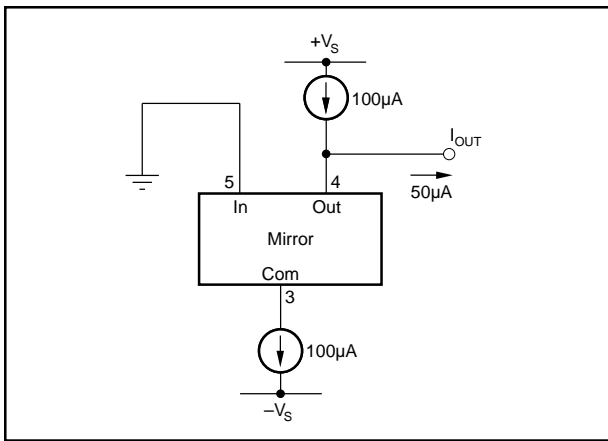 +VS
100µA
IOUT
50µA
5 4
In Out
Mirror
Com
3
100µA
–VS